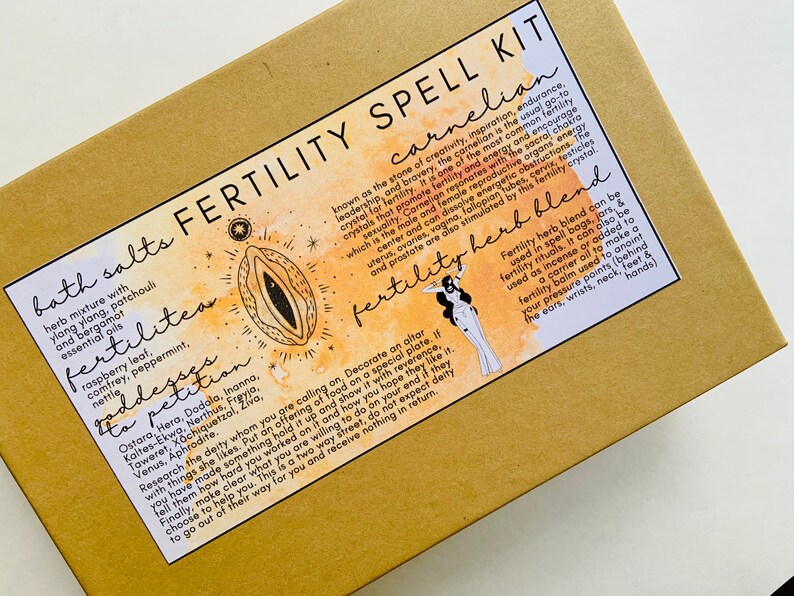 FERTILITY SPELL KIT
carnelian
known as the stone of creativity, inspiration, endurance,
leadership, and bravery, the carnelian is the usual go-to
crystal for fertility. It is one of the most common fertility
crystals that promote fertility and energy and encourage
sexuality. Carnelian resonates with the sacral chakra
which is the male and female reproductive organs' energy
center and can dissolve energetic obstructions. The
uterus, ovaries, vagina, fallopian tubes, cervix, testicles
and prostate are also stimulated by this fertility crystal.
bath salts
herb mixture with
ylang ylang, patchouli
and bergamot
essential oils
fertilitea
raspberry leaf,
comfrey, peppermint,
nettle
fertility herb blend
Fertility herb blend can be
used in spell bags, jars, &
fertility rituals. it can also be
used as incense or added to
a carrier oil to make a
fertility balm used to anoint
your pressure points (behind
the ears, wrists, neck, feet &
hands)
goddesses
to petition
Ostara, Hera, Dodole, Inanna,
Kaltes-Ekwa, Nerthus, Freyja,
Taweret, Xochiquetzal, Ziva,
Venus, Aphrodite.
Research the deity whom you are calling on. Decorate an altar
with things she likes. Put an offering of food on a special plate. If
you have made something hold it up and show it with reverence,
tell them how hard you worked on it and how you hope they like it.
Finally, make clear what you are willing to do on your end if they
choose to help you. This is a two way street, do not expect deity
to go out of their way for you and receive nothing in return.